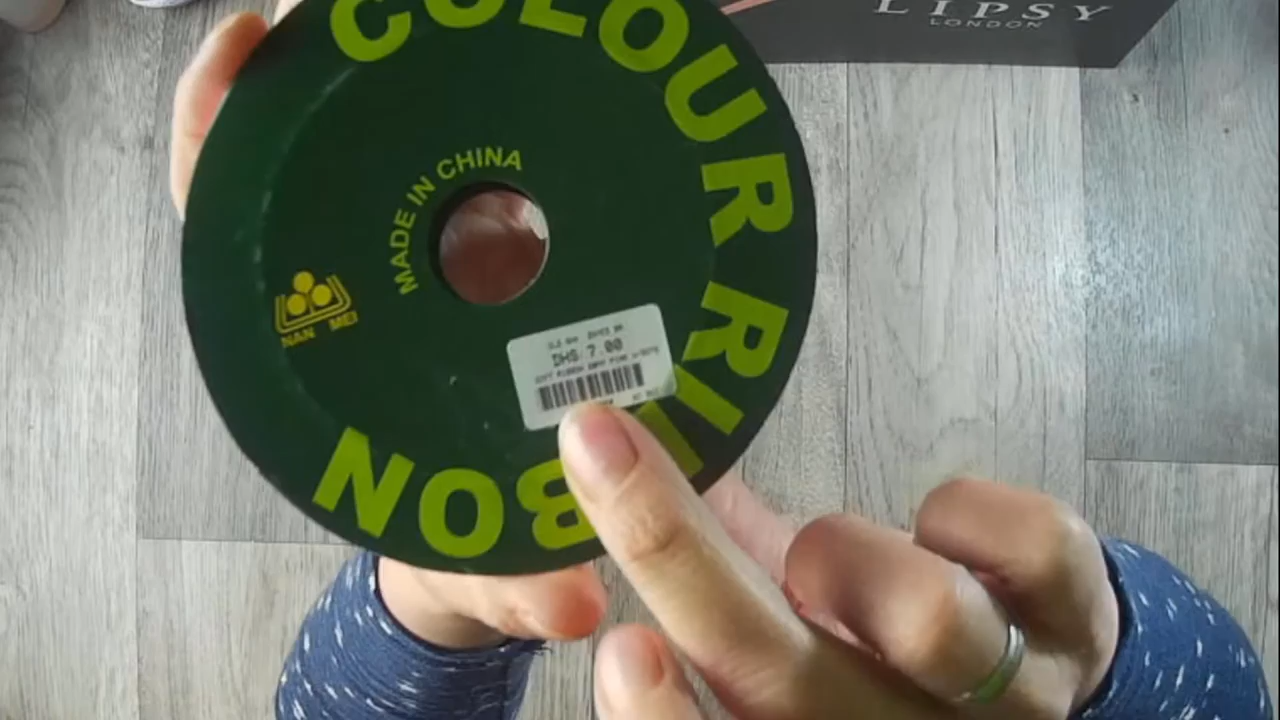 LIPSY
LONDON
COLOUR RIBBON
MADE IN CHINA
NAN MEI
DHS 7.00